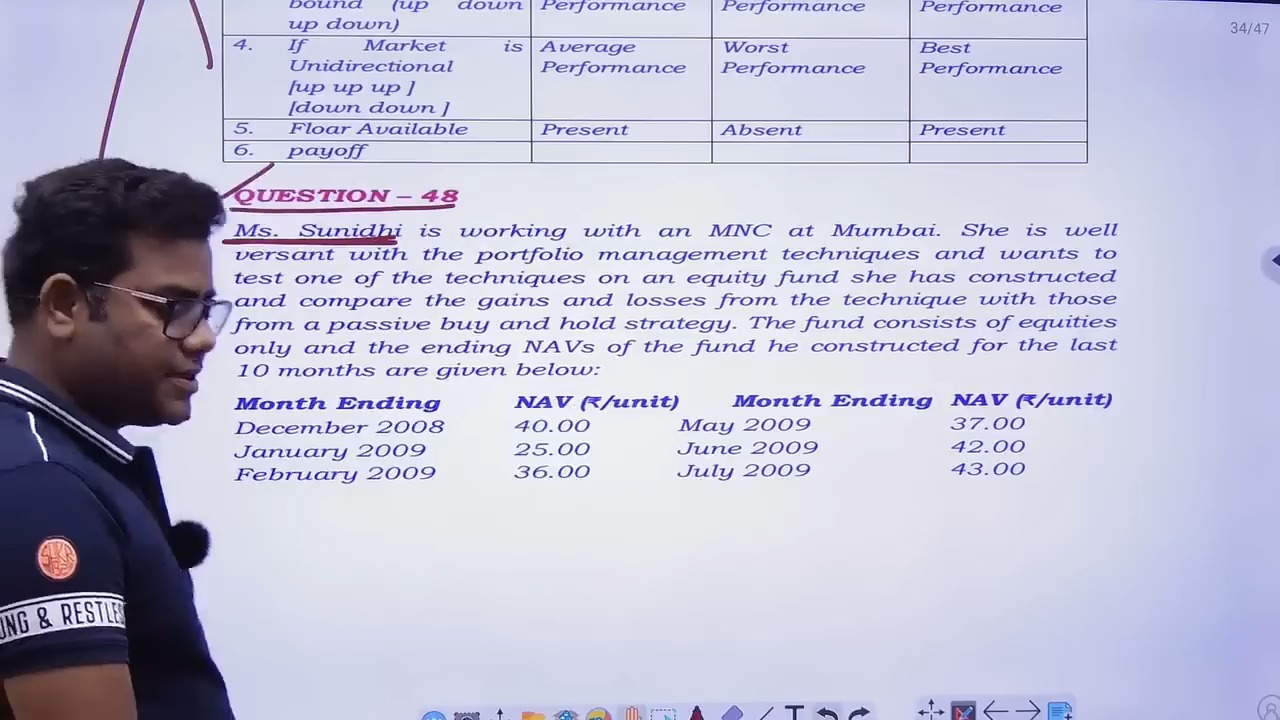 34/47
bound (up down Performance Performance Performance
up down)
4. If Market is Average Worst Best
Unidirectional Performance Performance Performance
[up up up ]
[down down ]
5. Floar Available Present Absent Present
6. payoff
QUESTION – 48
Ms. Sunidhi is working with an MNC at Mumbai. She is well
versant with the portfolio management techniques and wants to
test one of the techniques on an equity fund she has constructed
and compare the gains and losses from the technique with those
from a passive buy and hold strategy. The fund consists of equities
only and the ending NAVs of the fund he constructed for the last
10 months are given below:
Month Ending NAV (₹/unit) Month Ending NAV (₹/unit)
December 2008 40.00 May 2009 37.00
January 2009 25.00 June 2009 42.00
February 2009 36.00 July 2009 43.00
UNG & RESTLES